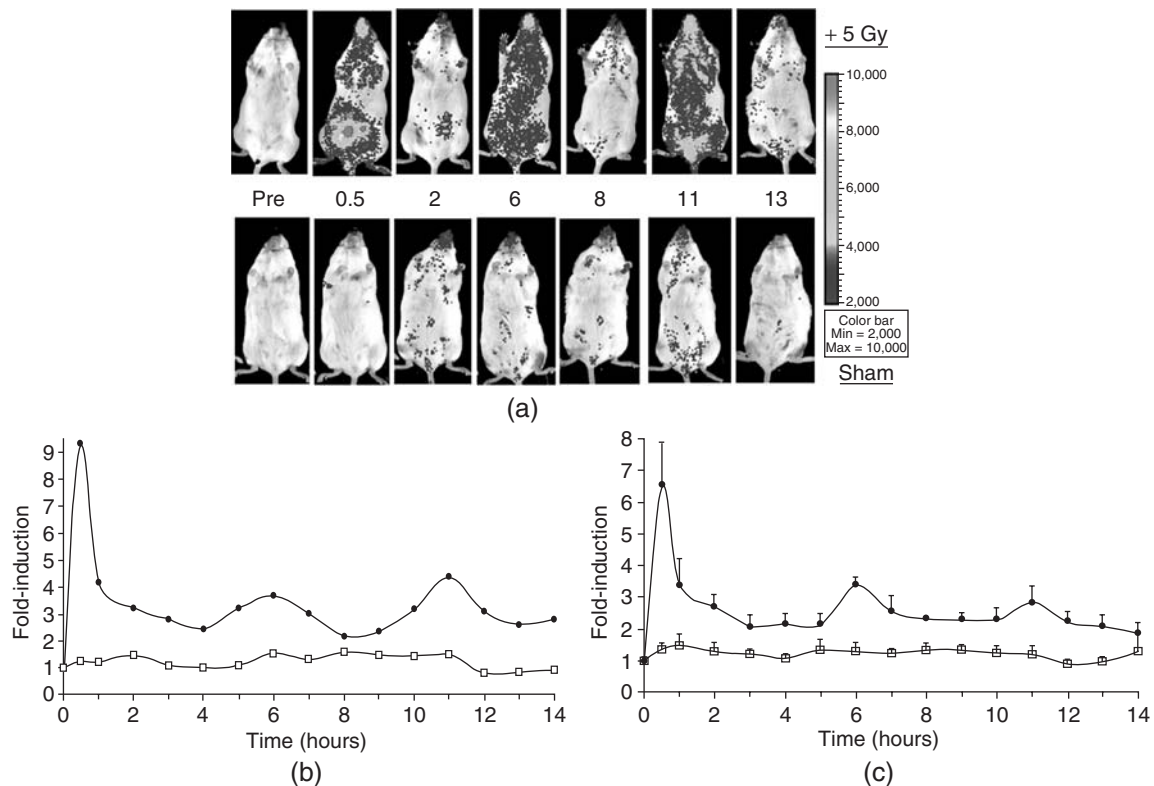 + 5 Gy
10,000
8,000
6,000
4,000
2,000
Pre 0.5 2 6 8 11 13
Color bar
Min = 2,000
Max = 10,000
Sham
(a)
9
8
7
6
5
4
3
2
1
0
Fold-induction
0 2 4 6 8 10 12 14
Time (hours)
(b)
8
7
6
5
4
3
2
1
0
Fold-induction
0 2 4 6 8 10 12 14
Time (hours)
(c)